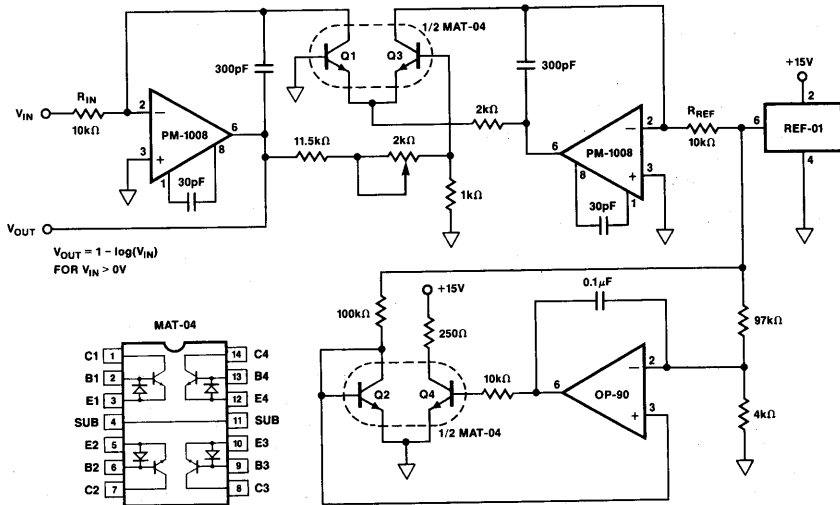 1/2 MAT-04
Q1
Q3
300pF
300pF
+15V
2
V_IN
R_IN
10kΩ
2
−
PM-1008
6
3
+
1
8
30pF
11.5kΩ
2kΩ
2kΩ
1kΩ
6
PM-1008
2
−
+
3
8
1
30pF
R_REF
10kΩ
6
REF-01
4
V_OUT
V_OUT = 1 − log(V_IN)
FOR V_IN > 0V
100kΩ
+15V
250Ω
0.1μF
97kΩ
Q2
Q4
10kΩ
6
OP-90
2
−
+
3
4kΩ
1/2 MAT-04
MAT-04
C1 1 14 C4
B1 2 13 B4
E1 3 12 E4
SUB 4 11 SUB
E2 5 10 E3
B2 6 9 B3
C2 7 8 C3